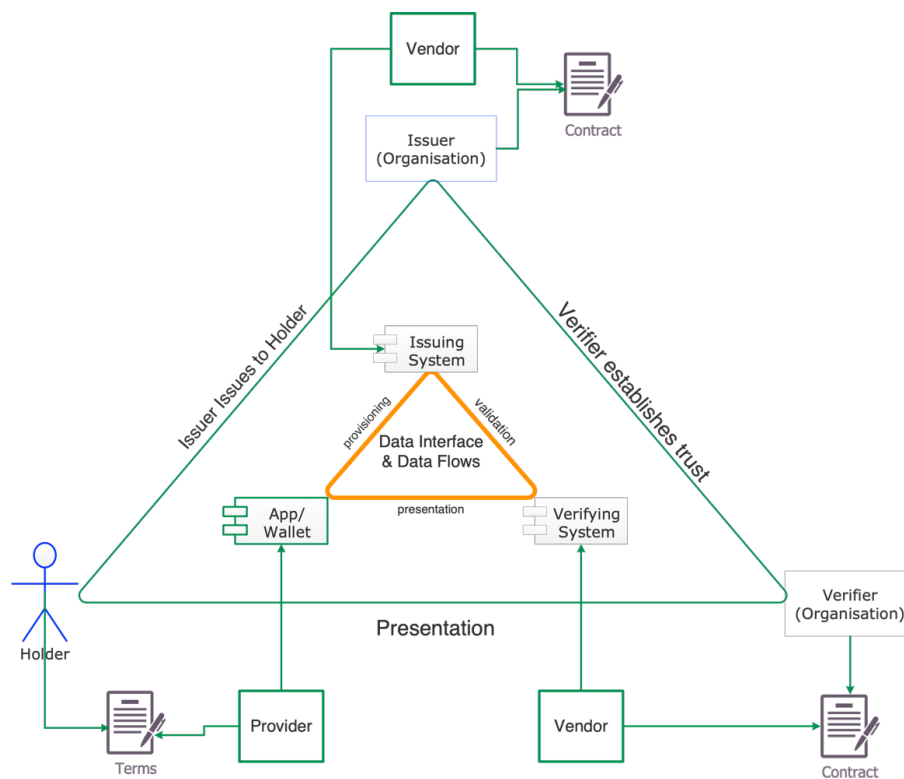 Vendor
Contract
Issuer
(Organisation)
Issuer Issues to Holder
Verifier establishes trust
Issuing
System
provisioning
validation
Data Interface
& Data Flows
App/
Wallet
presentation
Verifying
System
Holder
Presentation
Verifier
(Organisation)
Provider
Vendor
Terms
Contract